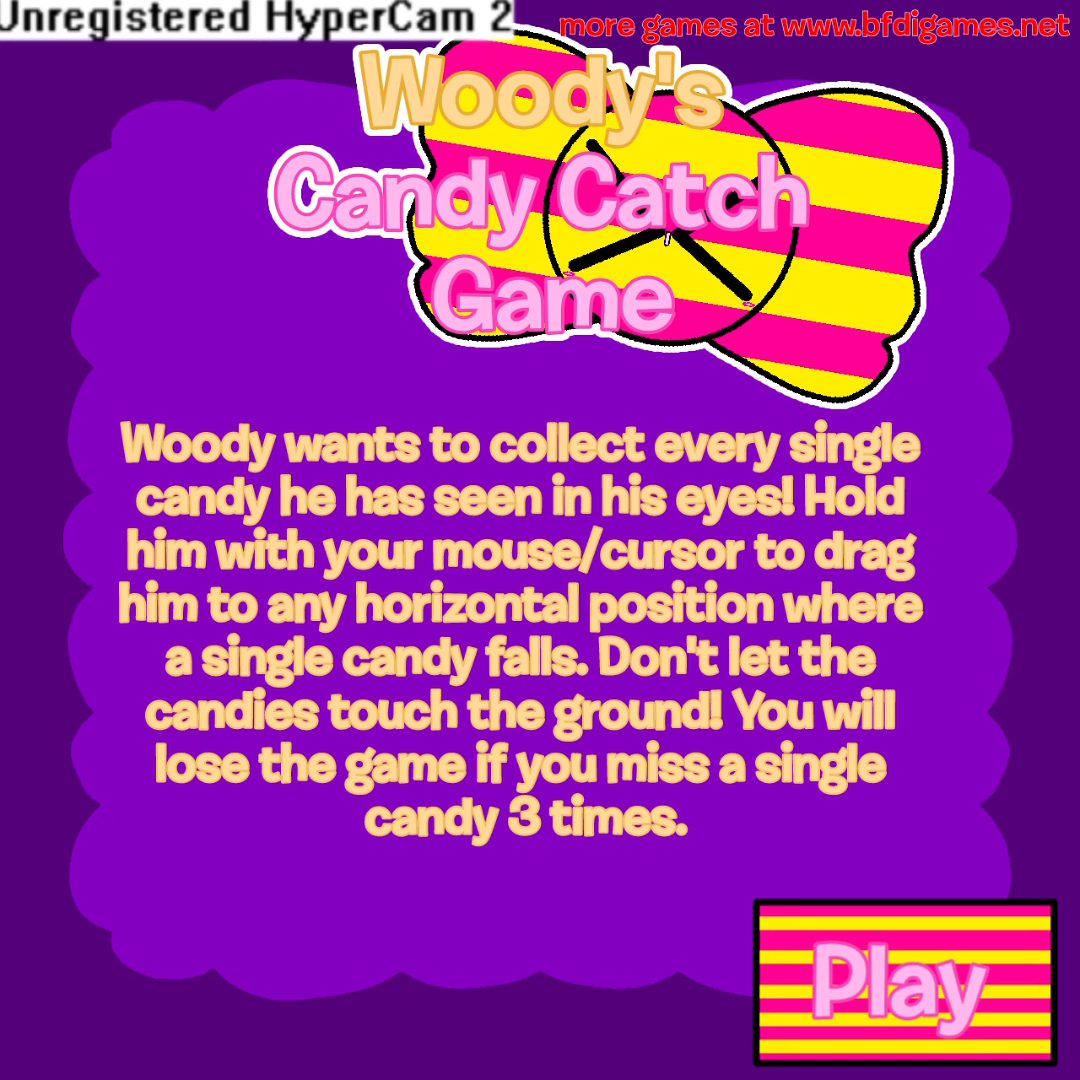 Unregistered HyperCam 2
more games at www.bfdigames.net
Woody's
Candy Catch
Game
Woody wants to collect every single
candy he has seen in his eyes! Hold
him with your mouse/cursor to drag
him to any horizontal position where
a single candy falls. Don't let the
candies touch the ground! You will
lose the game if you miss a single
candy 3 times.
Play